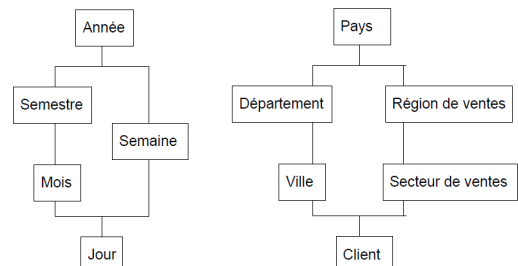 Année
Semestre
Semaine
Mois
Jour
Pays
Département
Région de ventes
Ville
Secteur de ventes
Client